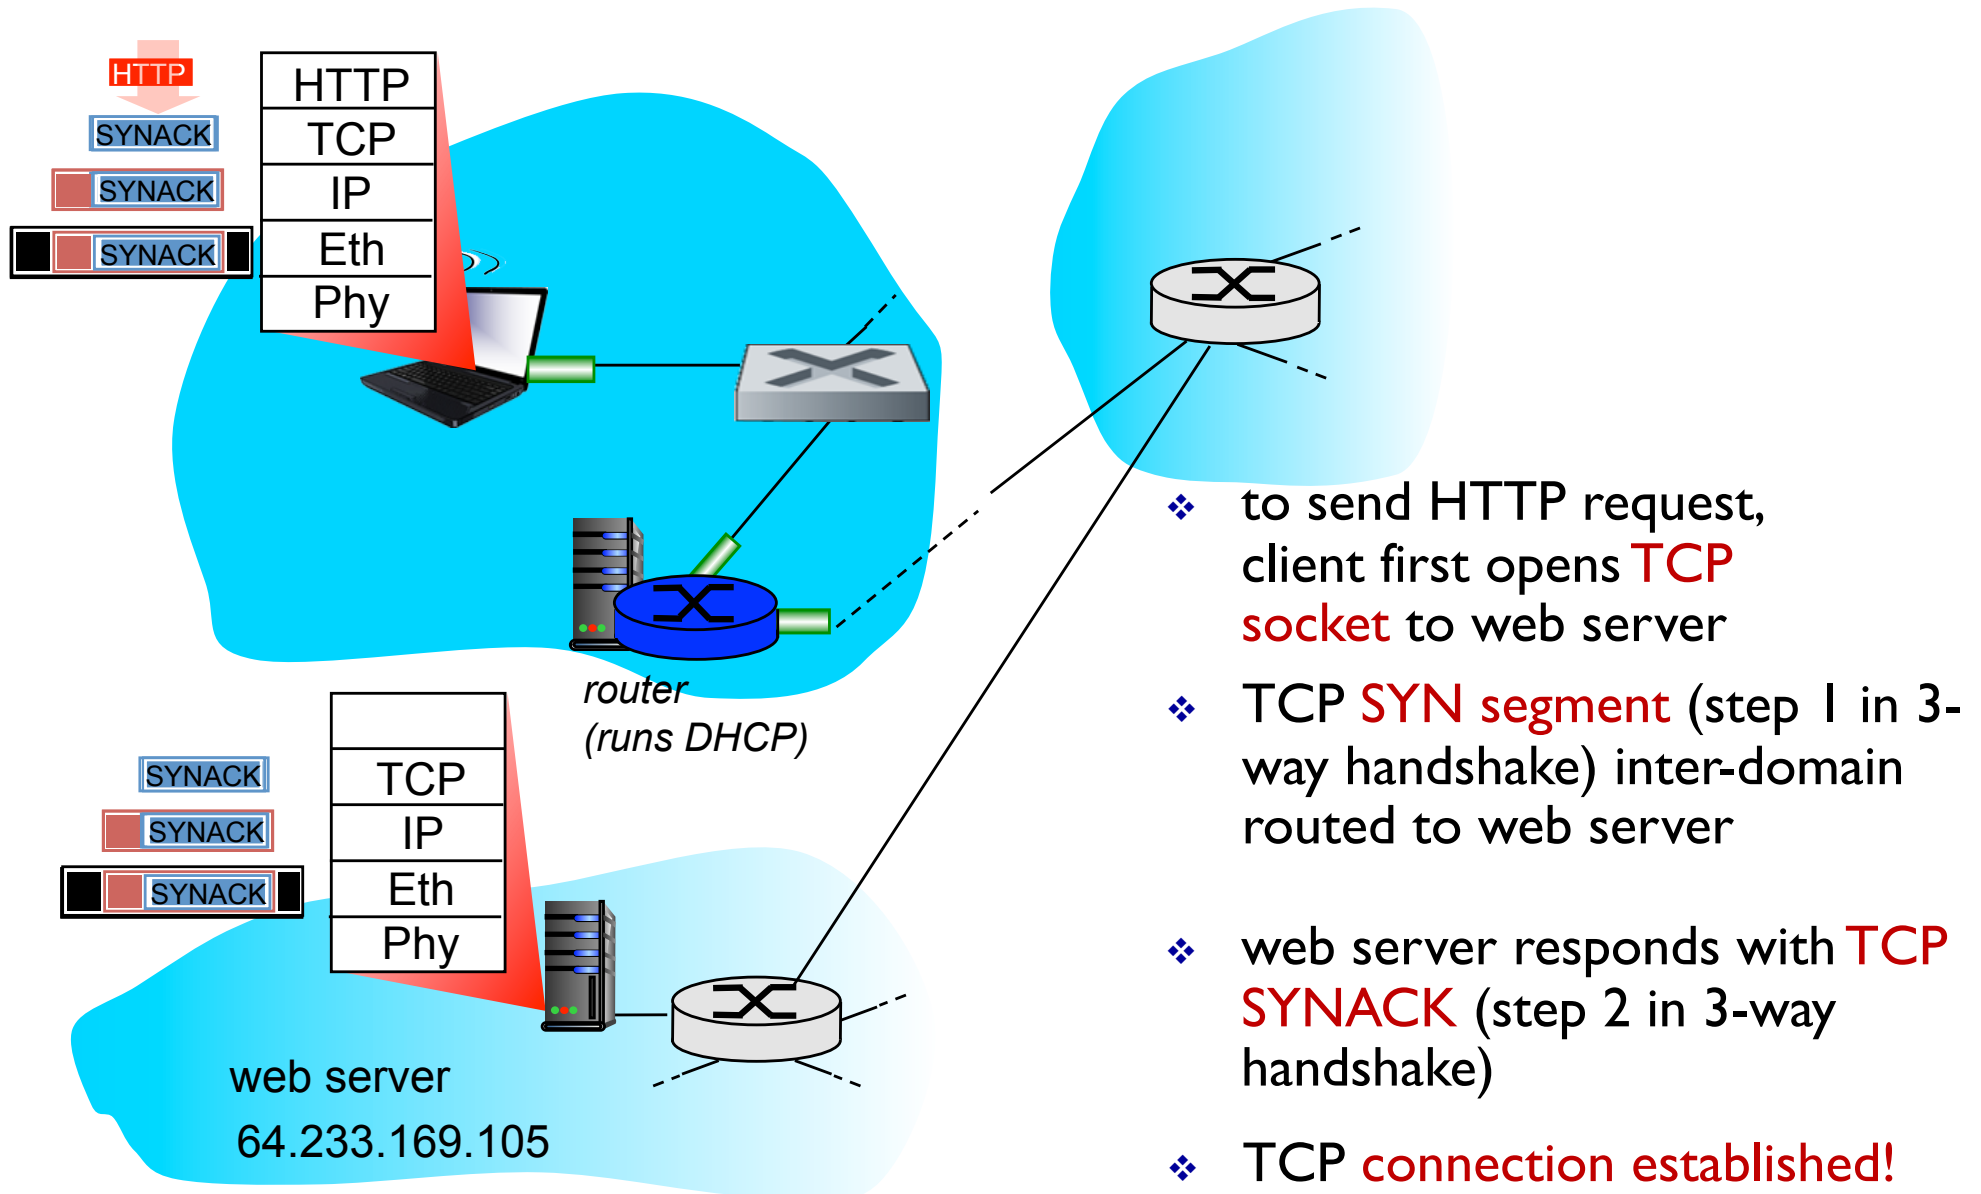 HTTP
SYNACK
SYNACK
SYNACK
HTTP
TCP
IP
Eth
Phy
router
(runs DHCP)
SYNACK
SYNACK
SYNACK
TCP
IP
Eth
Phy
web server
64.233.169.105
❖ to send HTTP request,
client first opens TCP
socket to web server
❖ TCP SYN segment (step 1 in 3-
way handshake) inter-domain
routed to web server
❖ web server responds with TCP
SYNACK (step 2 in 3-way
handshake)
❖ TCP connection established!